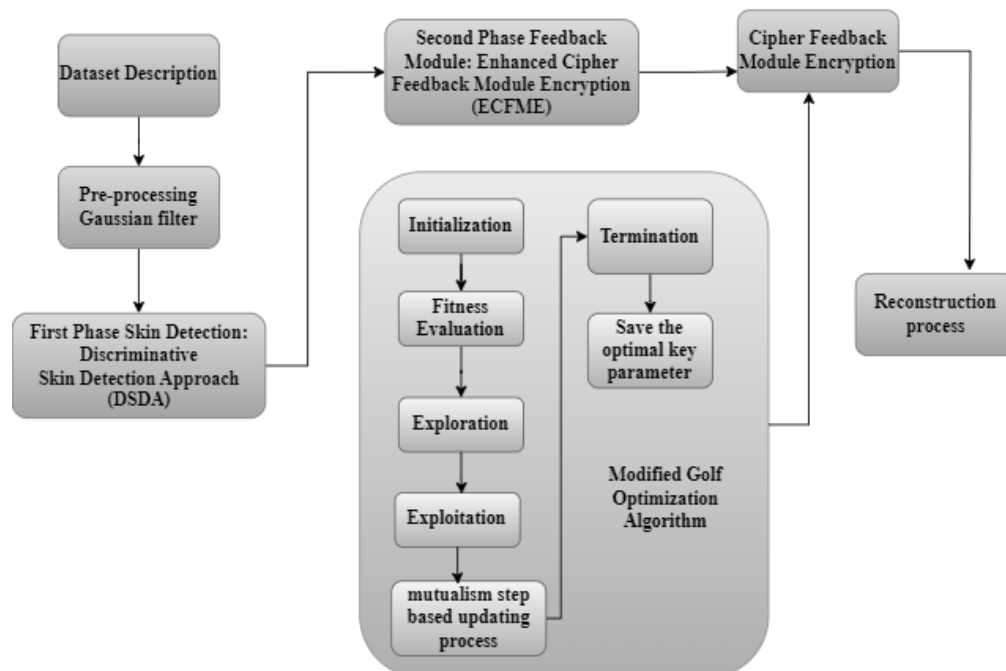 Dataset Description
Pre-processing
Gaussian filter
First Phase Skin Detection:
Discriminative
Skin Detection Approach
(DSDA)
Second Phase Feedback
Module: Enhanced Cipher
Feedback Module Encryption
(ECFME)
Cipher Feedback
Module Encryption
Reconstruction
process
Initialization
Fitness
Evaluation
Exploration
Exploitation
mutualism step
based updating
process
Termination
Save the
optimal key
parameter
Modified Golf
Optimization
Algorithm